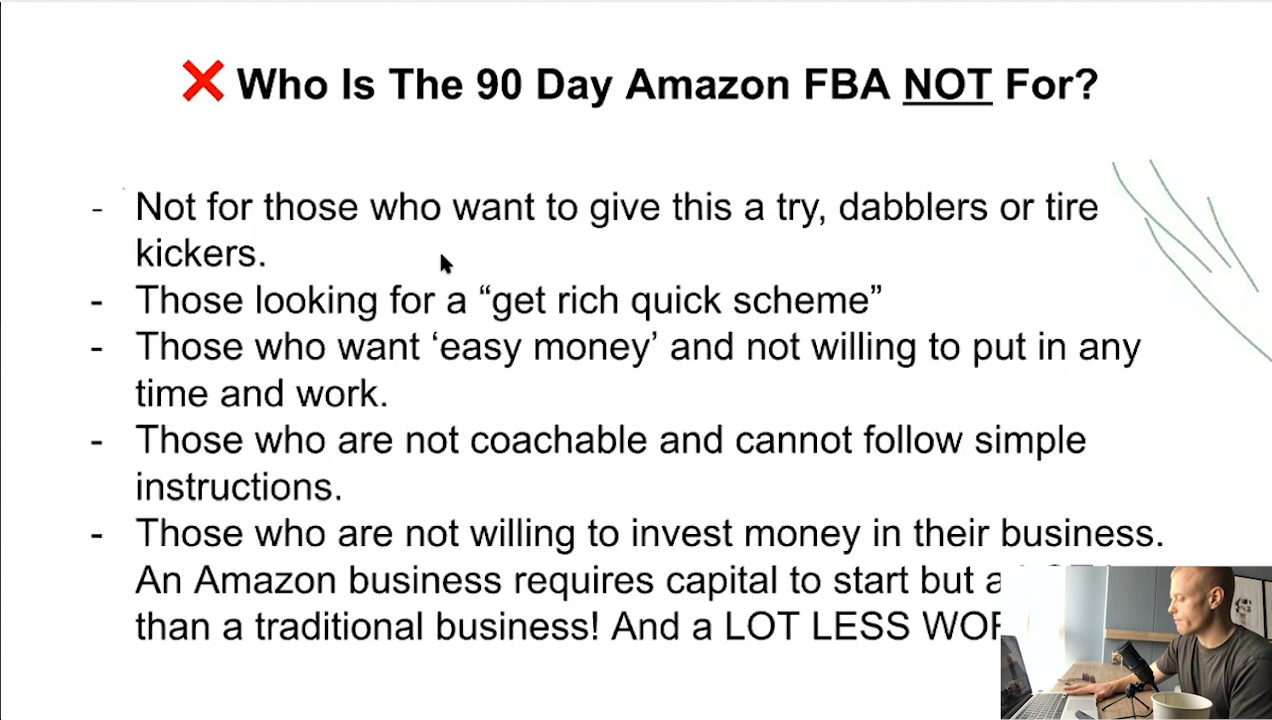 ❌ Who Is The 90 Day Amazon FBA NOT For?
- Not for those who want to give this a try, dabblers or tire
kickers.
- Those looking for a “get rich quick scheme”
- Those who want ‘easy money’ and not willing to put in any
time and work.
- Those who are not coachable and cannot follow simple
instructions.
- Those who are not willing to invest money in their business.
An Amazon business requires capital to start but a
than a traditional business! And a LOT LESS